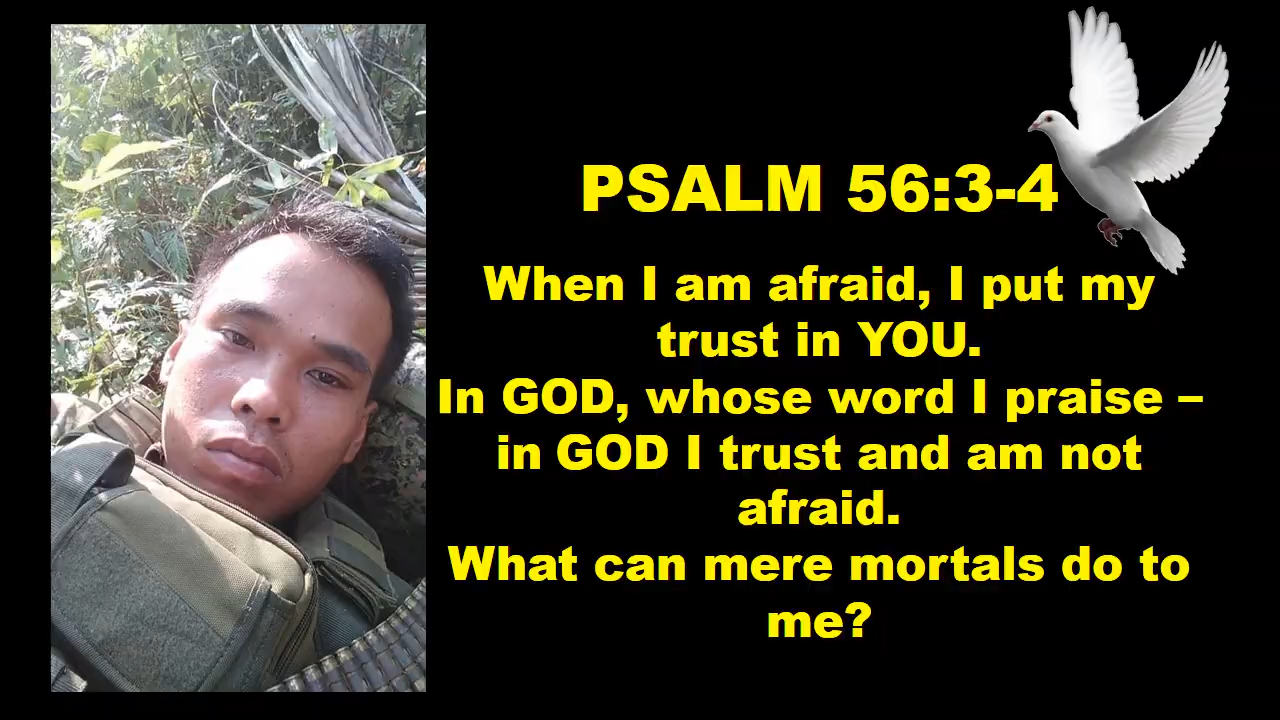 PSALM 56:3-4
When I am afraid, I put my
trust in YOU.
In GOD, whose word I praise –
in GOD I trust and am not
afraid.
What can mere mortals do to
me?